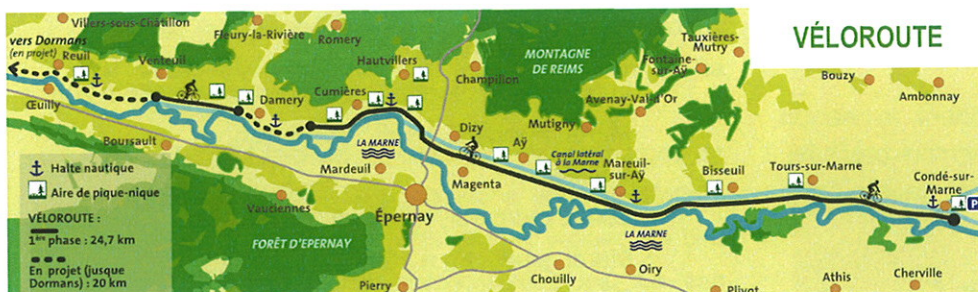 VÉLOROUTE
Villers-sous-Châtillon
Fleury-la-Rivière
Romery
vers Dormans
(en projet)
Reuil
Venteuil
Hautvillers
Champillon
MONTAGNE
DE REIMS
Tauxières-
Mutry
Fontaine-
sur-Aÿ
Bouzy
Ambonnay
Œuilly
Damery
Cumières
Avenay-Val-d'Or
Mutigny
Dizy
Aÿ
Boursault
LA MARNE
Mardeuil
Canal latéral
à la Marne
Mareuil-
sur-Aÿ
Bisseuil
Tours-sur-Marne
Condé-sur-
Marne
P
Magenta
Épernay
Vauciennes
FORÊT D'EPERNAY
LA MARNE
Pierry
Chouilly
Oiry
Plivot
Athis
Cherville
Halte nautique
Aire de pique-nique
VÉLOROUTE :
1ère phase : 24,7 km
En projet (jusque
Dormans) : 20 km